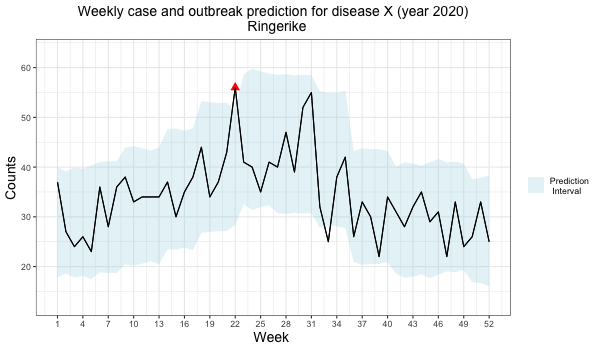 Weekly case and outbreak prediction for disease X (year 2020)
Ringerike
60
50
40
30
20
Counts
1 4 7 10 13 16 19 22 25 28 31 34 37 40 43 46 49 52
Week
Prediction
Interval